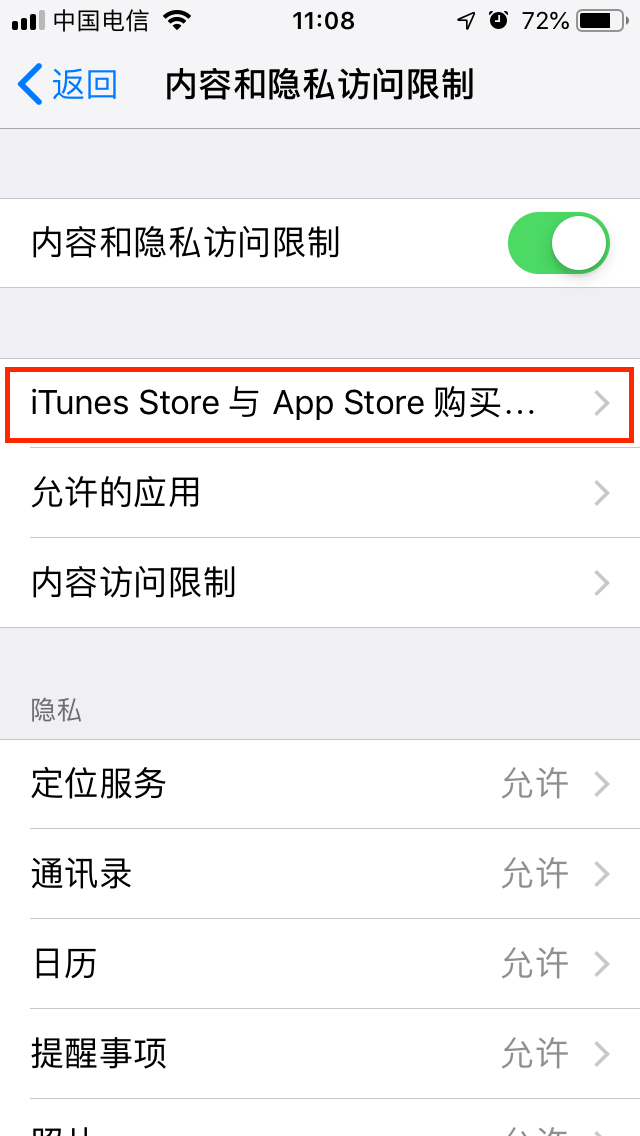 中国电信 11:08 72%
返回 内容和隐私访问限制
内容和隐私访问限制
iTunes Store 与 App Store 购买...
允许的应用
内容访问限制
隐私
定位服务 允许
通讯录 允许
日历 允许
提醒事项 允许